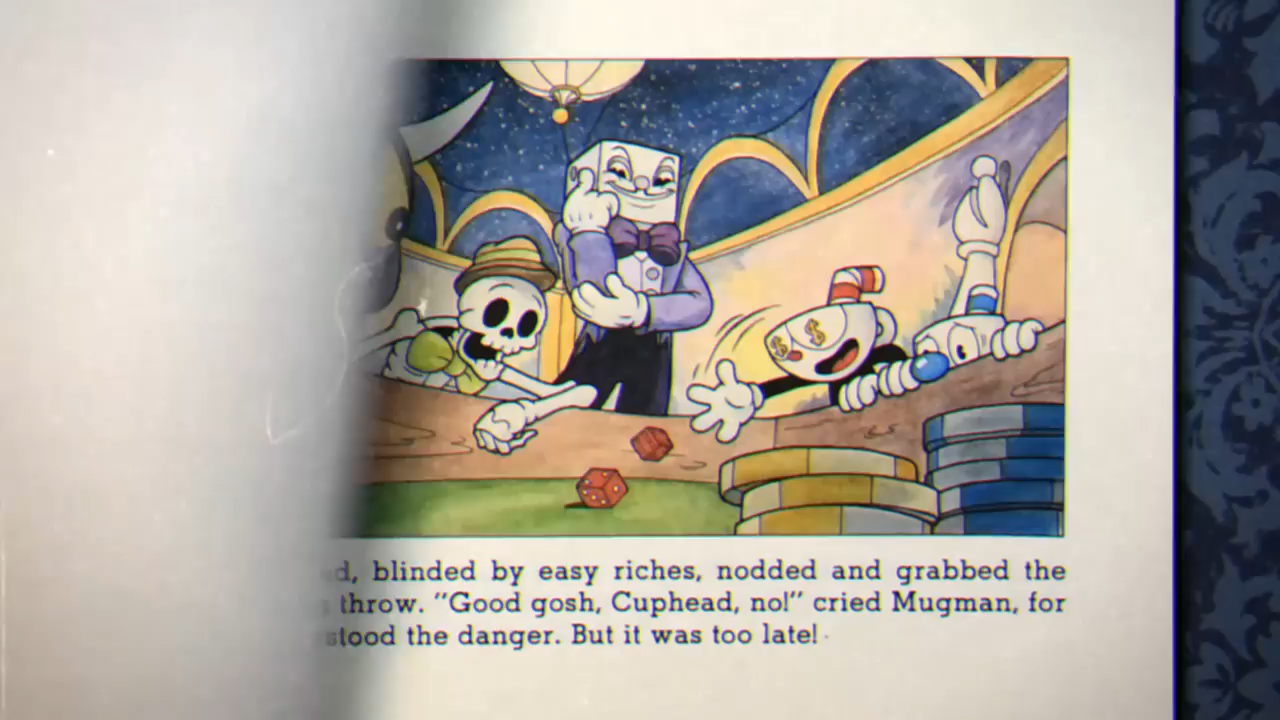 blinded by easy riches, nodded and grabbed the
throw. "Good gosh, Cuphead, no!" cried Mugman, for
the danger. But it was too late!